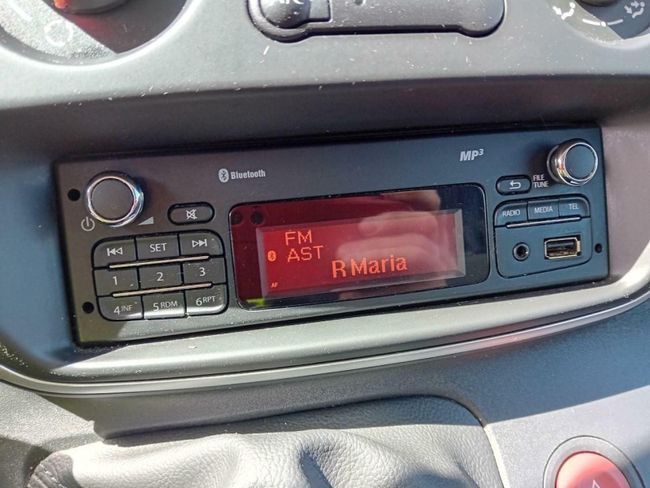 Bluetooth
MP3
FILE
TUNE
RADIO MEDIA TEL
SET
1 2 3
4 INF 5 RDM 6 RPT
FM
AST
R Maria
AF